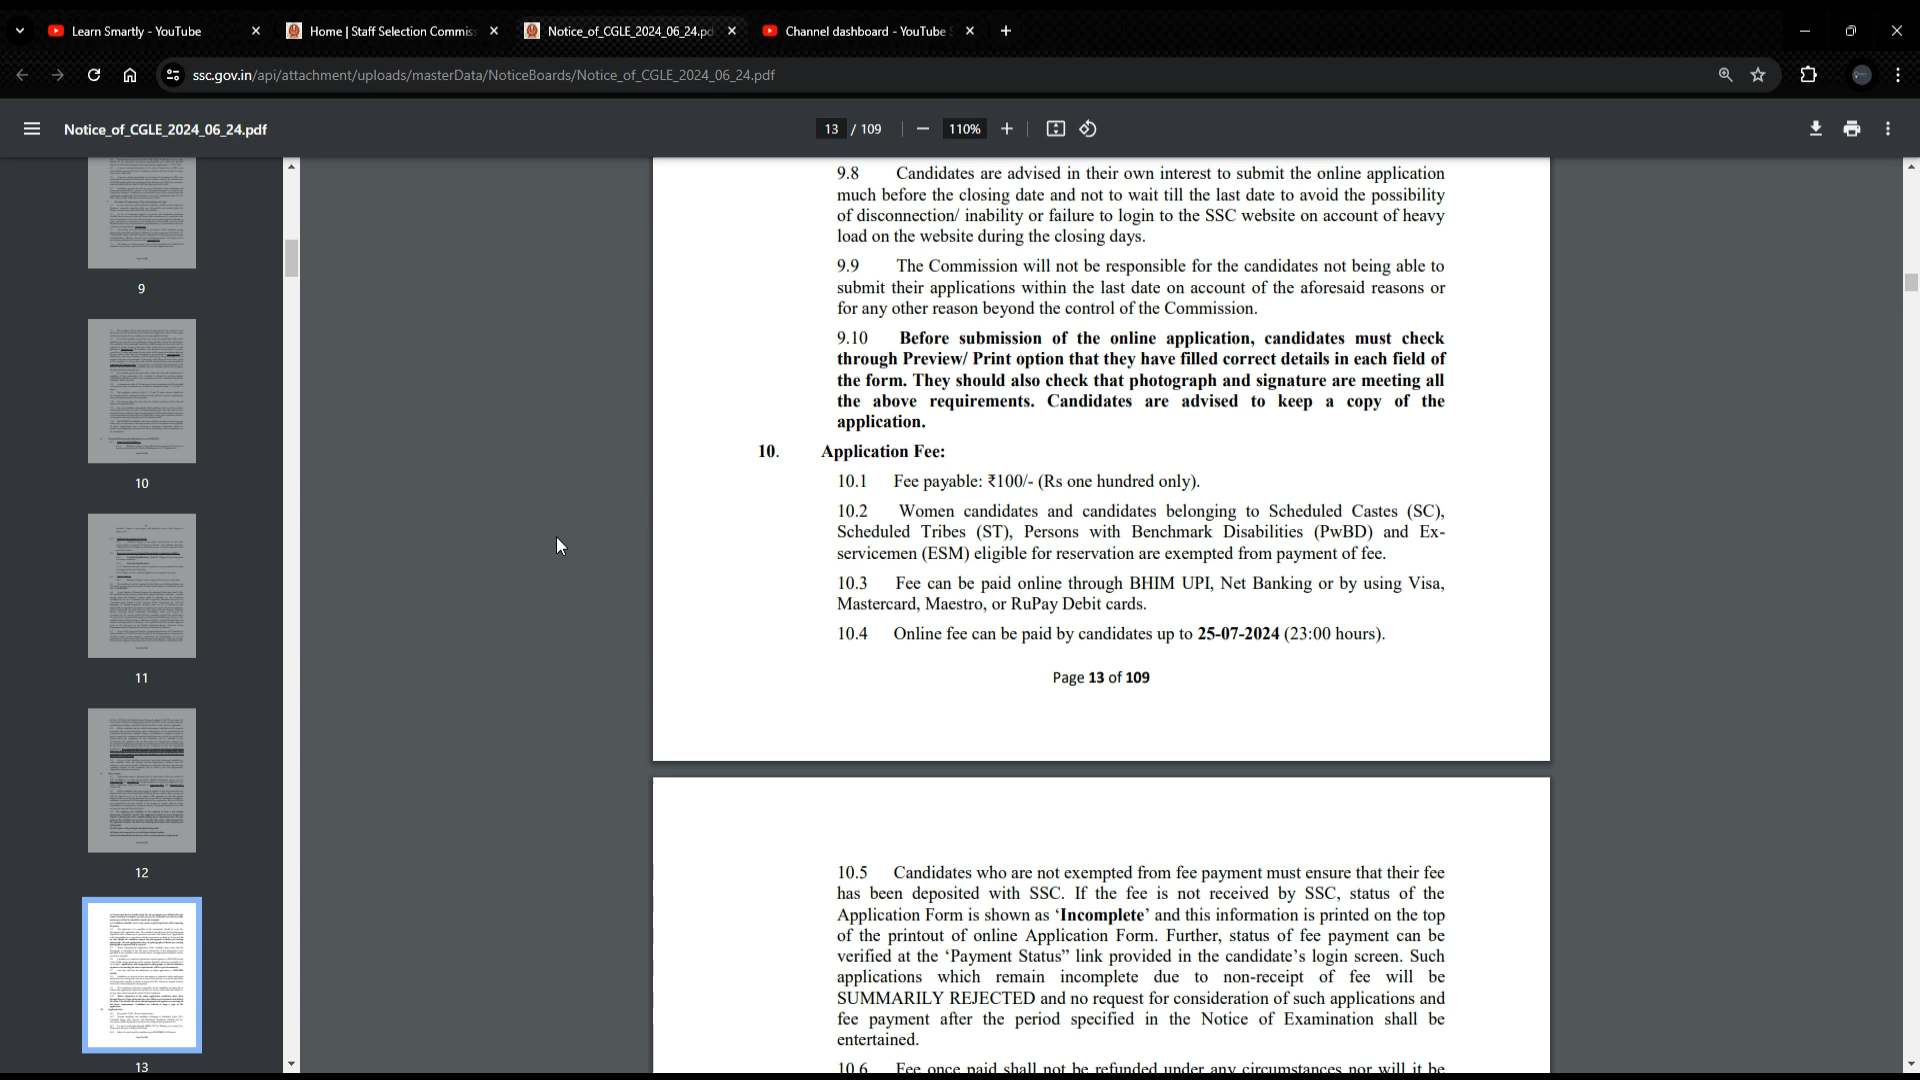 Learn Smartly - YouTube
Home | Staff Selection Commis
Notice_of_CGLE_2024_06_24.pd
Channel dashboard - YouTube
ssc.gov.in/api/attachment/uploads/masterData/NoticeBoards/Notice_of_CGLE_2024_06_24.pdf
Notice_of_CGLE_2024_06_24.pdf
13 / 109
110%
9
10
11
12
13
9.8 Candidates are advised in their own interest to submit the online application
much before the closing date and not to wait till the last date to avoid the possibility
of disconnection/ inability or failure to login to the SSC website on account of heavy
load on the website during the closing days.
9.9 The Commission will not be responsible for the candidates not being able to
submit their applications within the last date on account of the aforesaid reasons or
for any other reason beyond the control of the Commission.
9.10 Before submission of the online application, candidates must check
through Preview/ Print option that they have filled correct details in each field of
the form. They should also check that photograph and signature are meeting all
the above requirements. Candidates are advised to keep a copy of the
application.
10. Application Fee:
10.1 Fee payable: ₹100/- (Rs one hundred only).
10.2 Women candidates and candidates belonging to Scheduled Castes (SC),
Scheduled Tribes (ST), Persons with Benchmark Disabilities (PwBD) and Ex-
servicemen (ESM) eligible for reservation are exempted from payment of fee.
10.3 Fee can be paid online through BHIM UPI, Net Banking or by using Visa,
Mastercard, Maestro, or RuPay Debit cards.
10.4 Online fee can be paid by candidates up to 25-07-2024 (23:00 hours).
Page 13 of 109
10.5 Candidates who are not exempted from fee payment must ensure that their fee
has been deposited with SSC. If the fee is not received by SSC, status of the
Application Form is shown as ‘Incomplete’ and this information is printed on the top
of the printout of online Application Form. Further, status of fee payment can be
verified at the ‘Payment Status” link provided in the candidate’s login screen. Such
applications which remain incomplete due to non-receipt of fee will be
SUMMARILY REJECTED and no request for consideration of such applications and
fee payment after the period specified in the Notice of Examination shall be
entertained.
10.6 Fee once paid shall not be refunded under any circumstances nor will it be